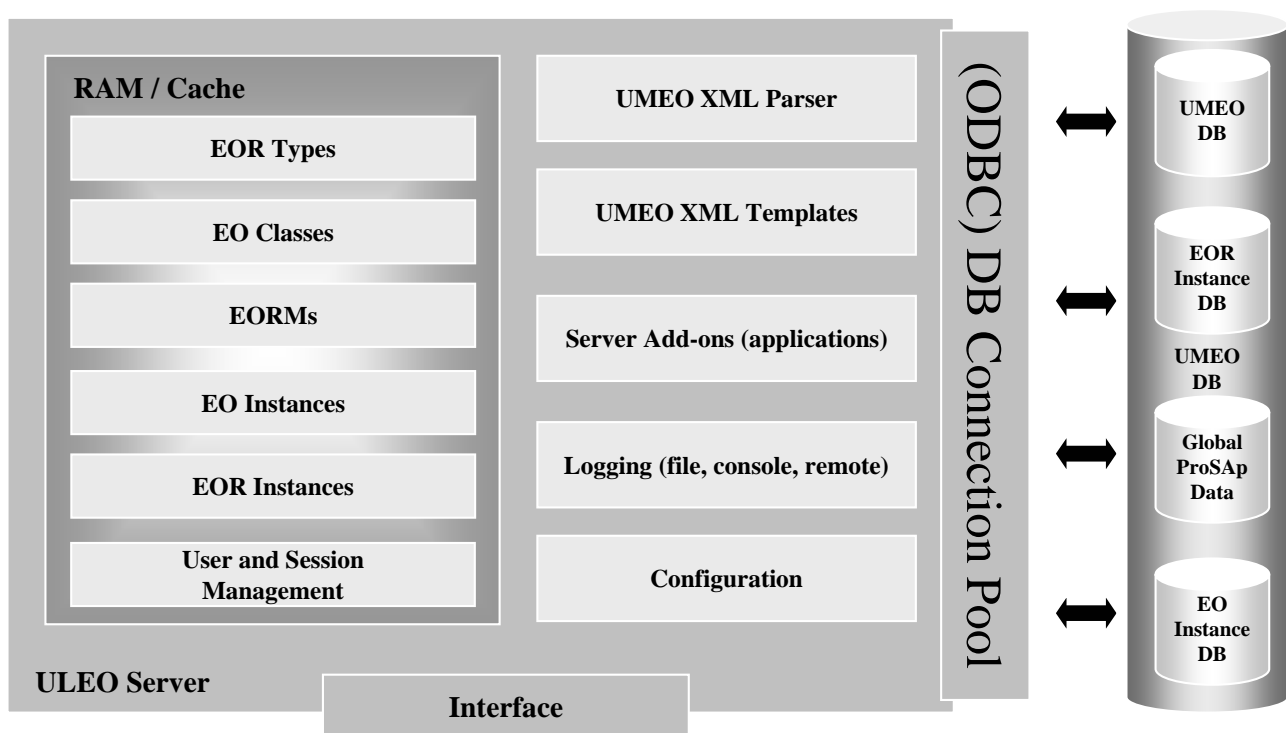 RAM / Cache
EOR Types
EO Classes
EORMs
EO Instances
EOR Instances
User and Session
Management
UMEO XML Parser
UMEO XML Templates
Server Add-ons (applications)
Logging (file, console, remote)
Configuration
ULEO Server
Interface
(ODBC) DB Connection Pool
UMEO
DB
EOR
Instance
DB
UMEO
DB
Global
ProSAp
Data
EO
Instance
DB